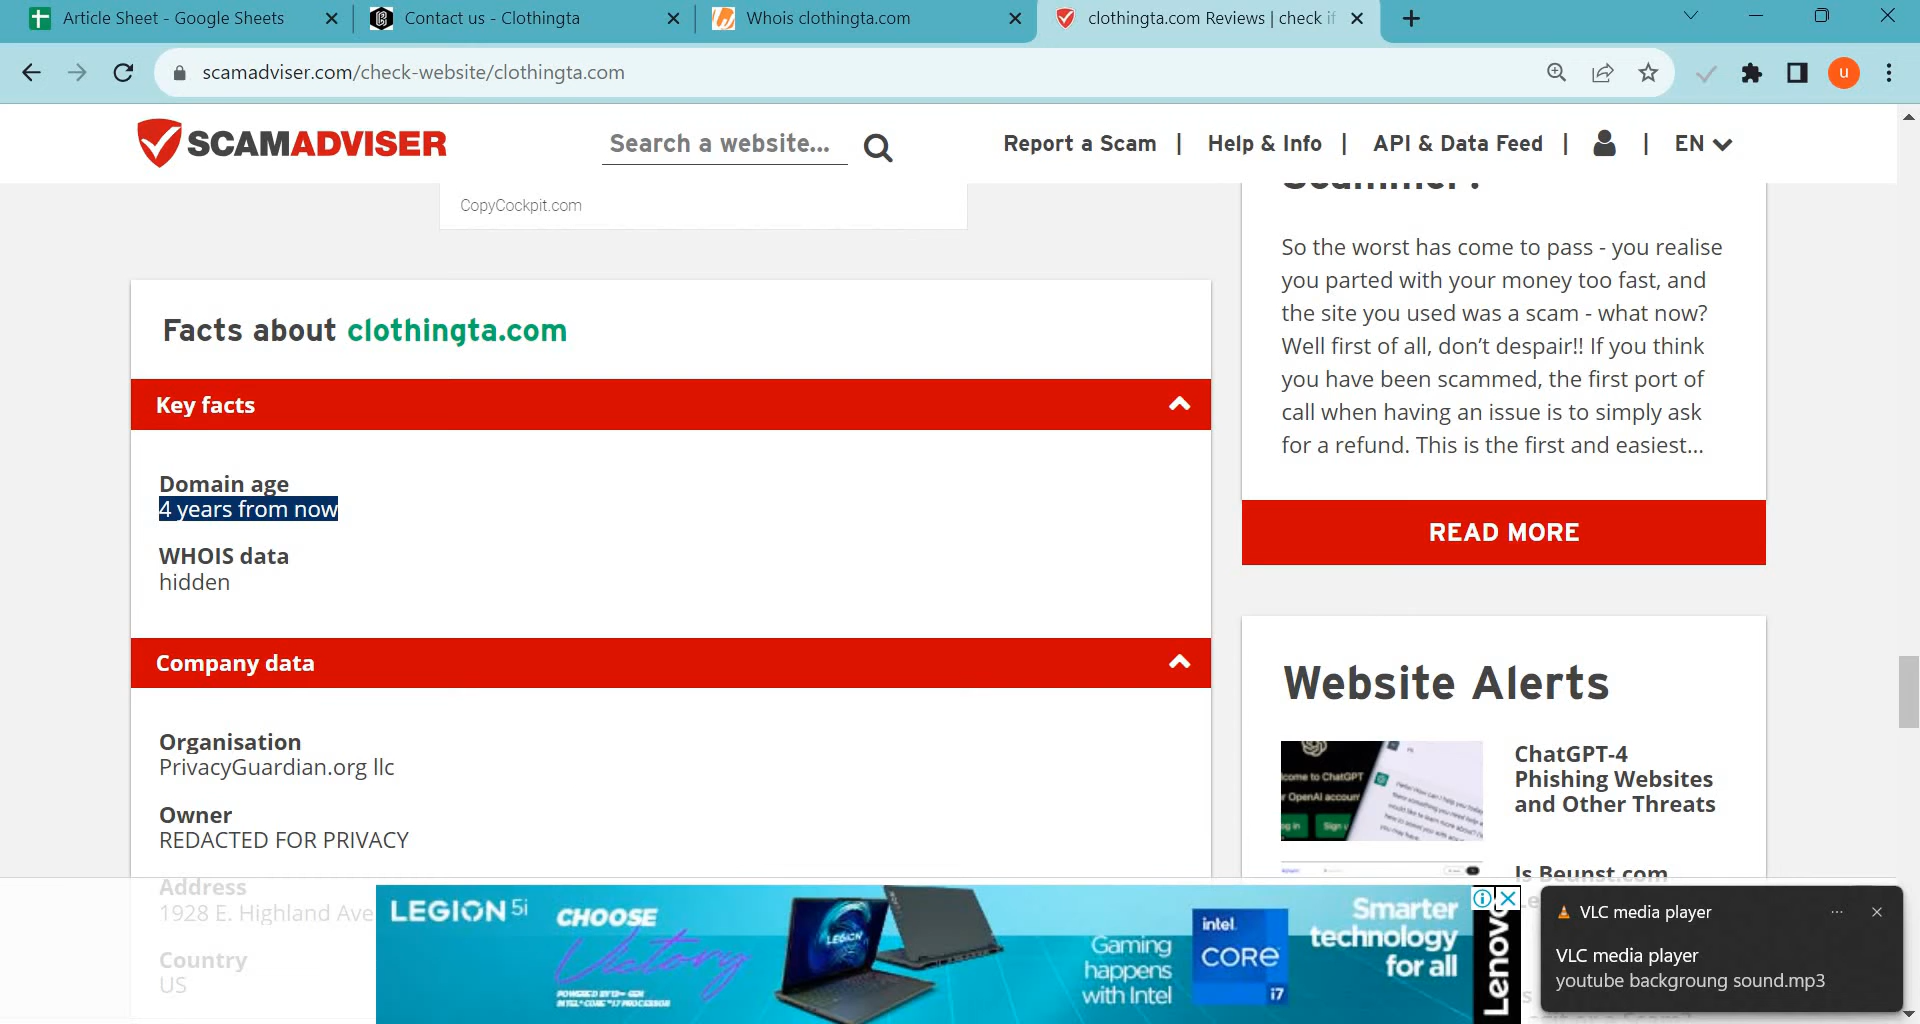 Article Sheet - Google Sheets
Contact us - Clothingta
Whois clothingta.com
clothingta.com Reviews | check if
scamadviser.com/check-website/clothingta.com
u
SCAMADVISER
Search a website...
Report a Scam | Help & Info | API & Data Feed | | EN
CopyCockpit.com
Facts about clothingta.com
Key facts
Domain age
4 years from now
WHOIS data
hidden
Company data
Organisation
PrivacyGuardian.org llc
Owner
REDACTED FOR PRIVACY
Address
1928 E. Highland Ave
Country
US
So the worst has come to pass - you realise
you parted with your money too fast, and
the site you used was a scam - what now?
Well first of all, don't despair!! If you think
you have been scammed, the first port of
call when having an issue is to simply ask
for a refund. This is the first and easiest...
READ MORE
Website Alerts
ChatGPT-4
Phishing Websites
and Other Threats
Is Beunst.com
LEGION 5i
CHOOSE
Victory
LEGION
Gaming
happens
with Intel
intel.
CORE
i7
Smarter
technology
for all
Lenovo
VLC media player
VLC media player
youtube backgroung sound.mp3